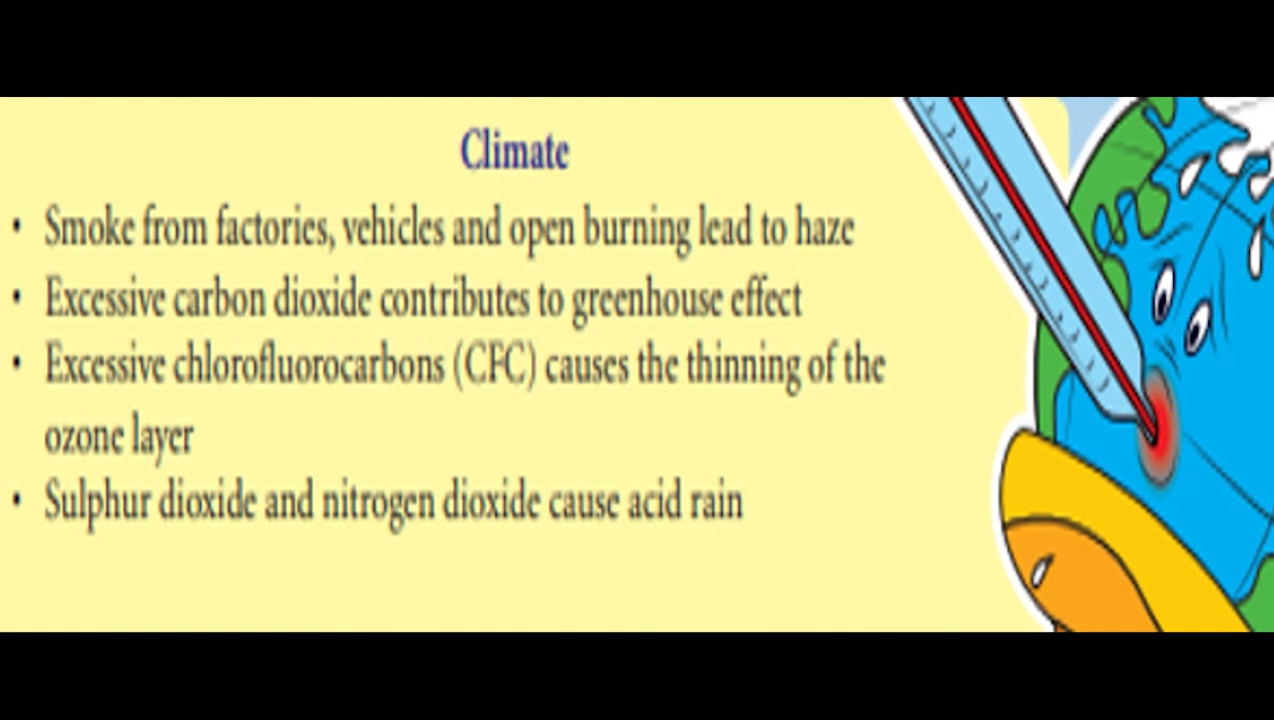 Climate
• Smoke from factories, vehicles and open burning lead to haze
• Excessive carbon dioxide contributes to greenhouse effect
• Excessive chlorofluorocarbons (CFC) causes the thinning of the
ozone layer
• Sulphur dioxide and nitrogen dioxide cause acid rain